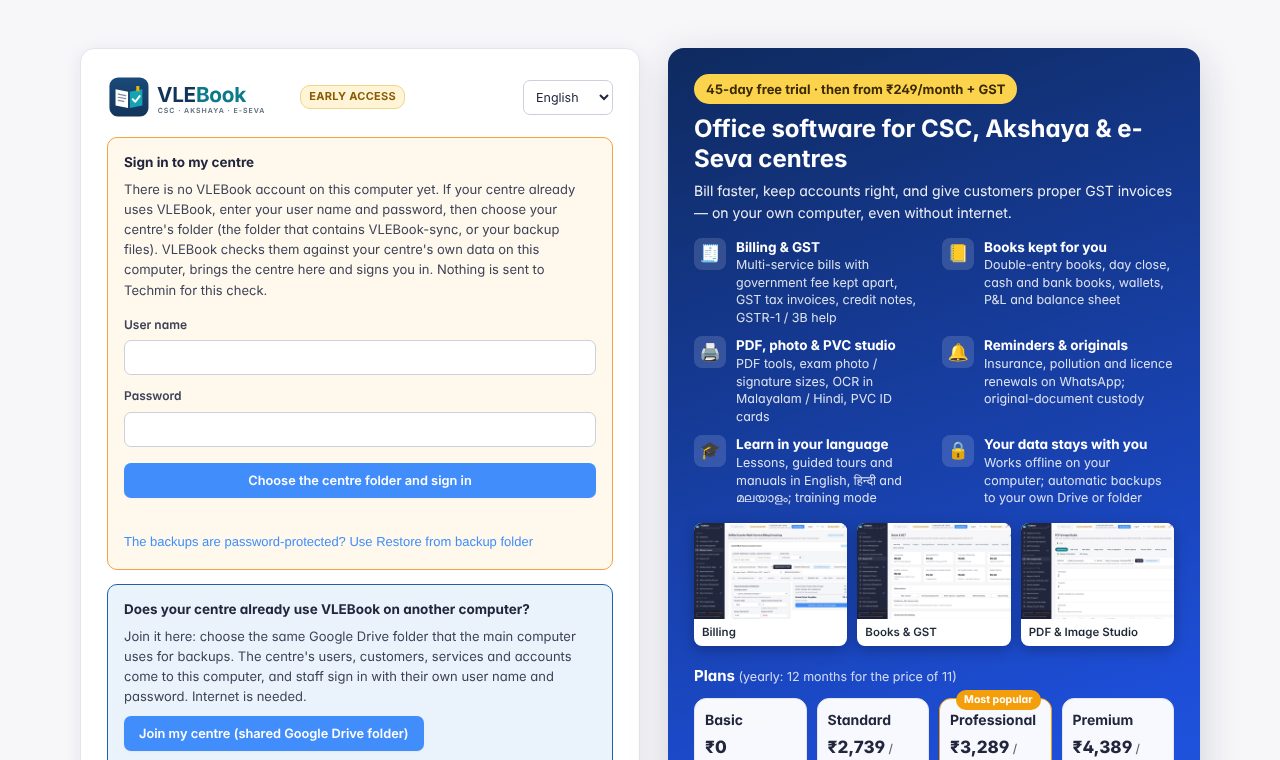 VLEBook
CSC · AKSHAYA · E-SEVA
EARLY ACCESS
English
Sign in to my centre
There is no VLEBook account on this computer yet. If your centre already
uses VLEBook, enter your user name and password, then choose your
centre's folder (the folder that contains VLEBook-sync, or your backup
files). VLEBook checks them against your centre's own data on this
computer, brings the centre here and signs you in. Nothing is sent to
Techmin for this check.
User name
Password
Choose the centre folder and sign in
The backups are password-protected? Use Restore from backup folder
Does your centre already use VLEBook on another computer?
Join it here: choose the same Google Drive folder that the main computer
uses for backups. The centre's users, customers, services and accounts
come to this computer, and staff sign in with their own user name and
password. Internet is needed.
Join my centre (shared Google Drive folder)
45-day free trial · then from ₹249/month + GST
Office software for CSC, Akshaya & e-
Seva centres
Bill faster, keep accounts right, and give customers proper GST invoices
— on your own computer, even without internet.
Billing & GST
Multi-service bills with
government fee kept apart,
GST tax invoices, credit notes,
GSTR-1 / 3B help
Books kept for you
Double-entry books, day close,
cash and bank books, wallets,
P&L and balance sheet
PDF, photo & PVC studio
PDF tools, exam photo /
signature sizes, OCR in
Malayalam / Hindi, PVC ID
cards
Reminders & originals
Insurance, pollution and licence
renewals on WhatsApp;
original-document custody
Learn in your language
Lessons, guided tours and
manuals in English, हिन्दी and
മലയാളം; training mode
Your data stays with you
Works offline on your
computer; automatic backups
to your own Drive or folder
Billing
Books & GST
PDF & Image Studio
Plans (yearly: 12 months for the price of 11)
Most popular
Basic
₹0
Standard
₹2,739 /
Professional
₹3,289 /
Premium
₹4,389 /